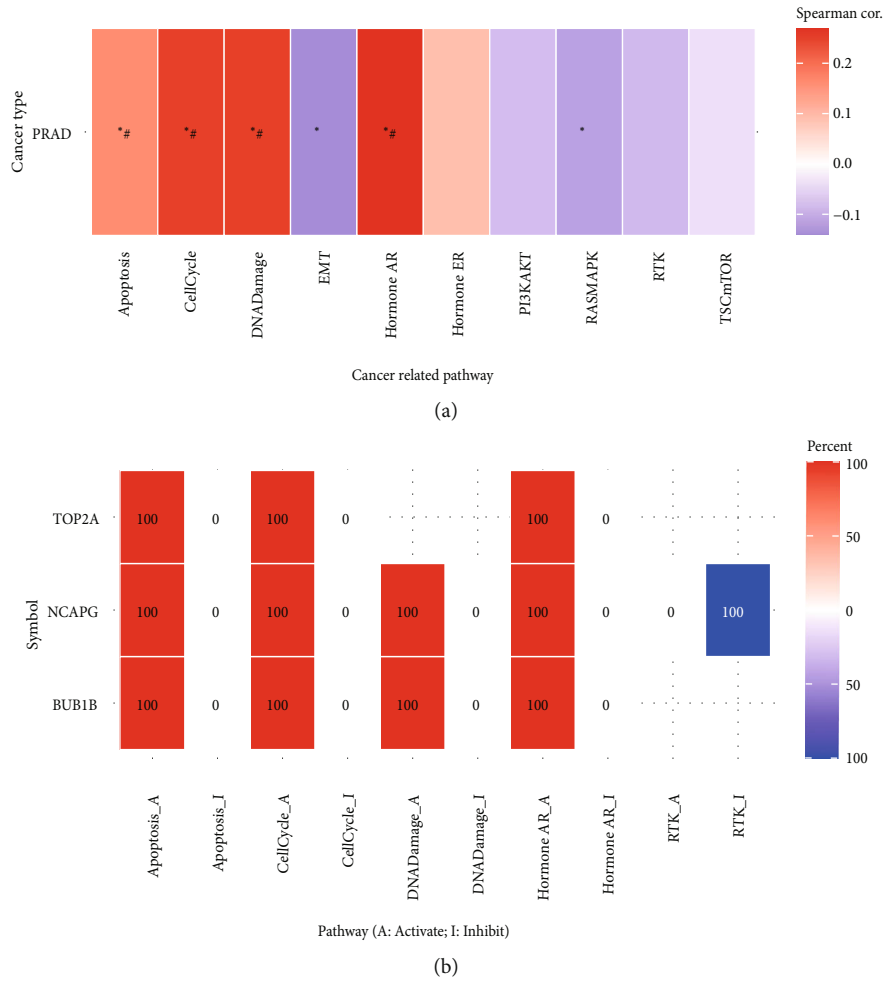 Spearman cor.
Cancer type
PRAD
*# *# *# * *# *
0.2
0.1
0.0
−0.1
Apoptosis
CellCycle
DNADamage
EMT
Hormone AR
Hormone ER
PI3KAKT
RASMAPK
RTK
TSCmTOR
Cancer related pathway
(a)
Percent
Symbol
TOP2A 100 0 100 0 100 0
NCAPG 100 0 100 0 100 0 100 0 0 100
BUB1B 100 0 100 0 100 0 100 0
100
50
0
50
100
Apoptosis_A
Apoptosis_I
CellCycle_A
CellCycle_I
DNADamage_A
DNADamage_I
Hormone AR_A
Hormone AR_I
RTK_A
RTK_I
Pathway (A: Activate; I: Inhibit)
(b)